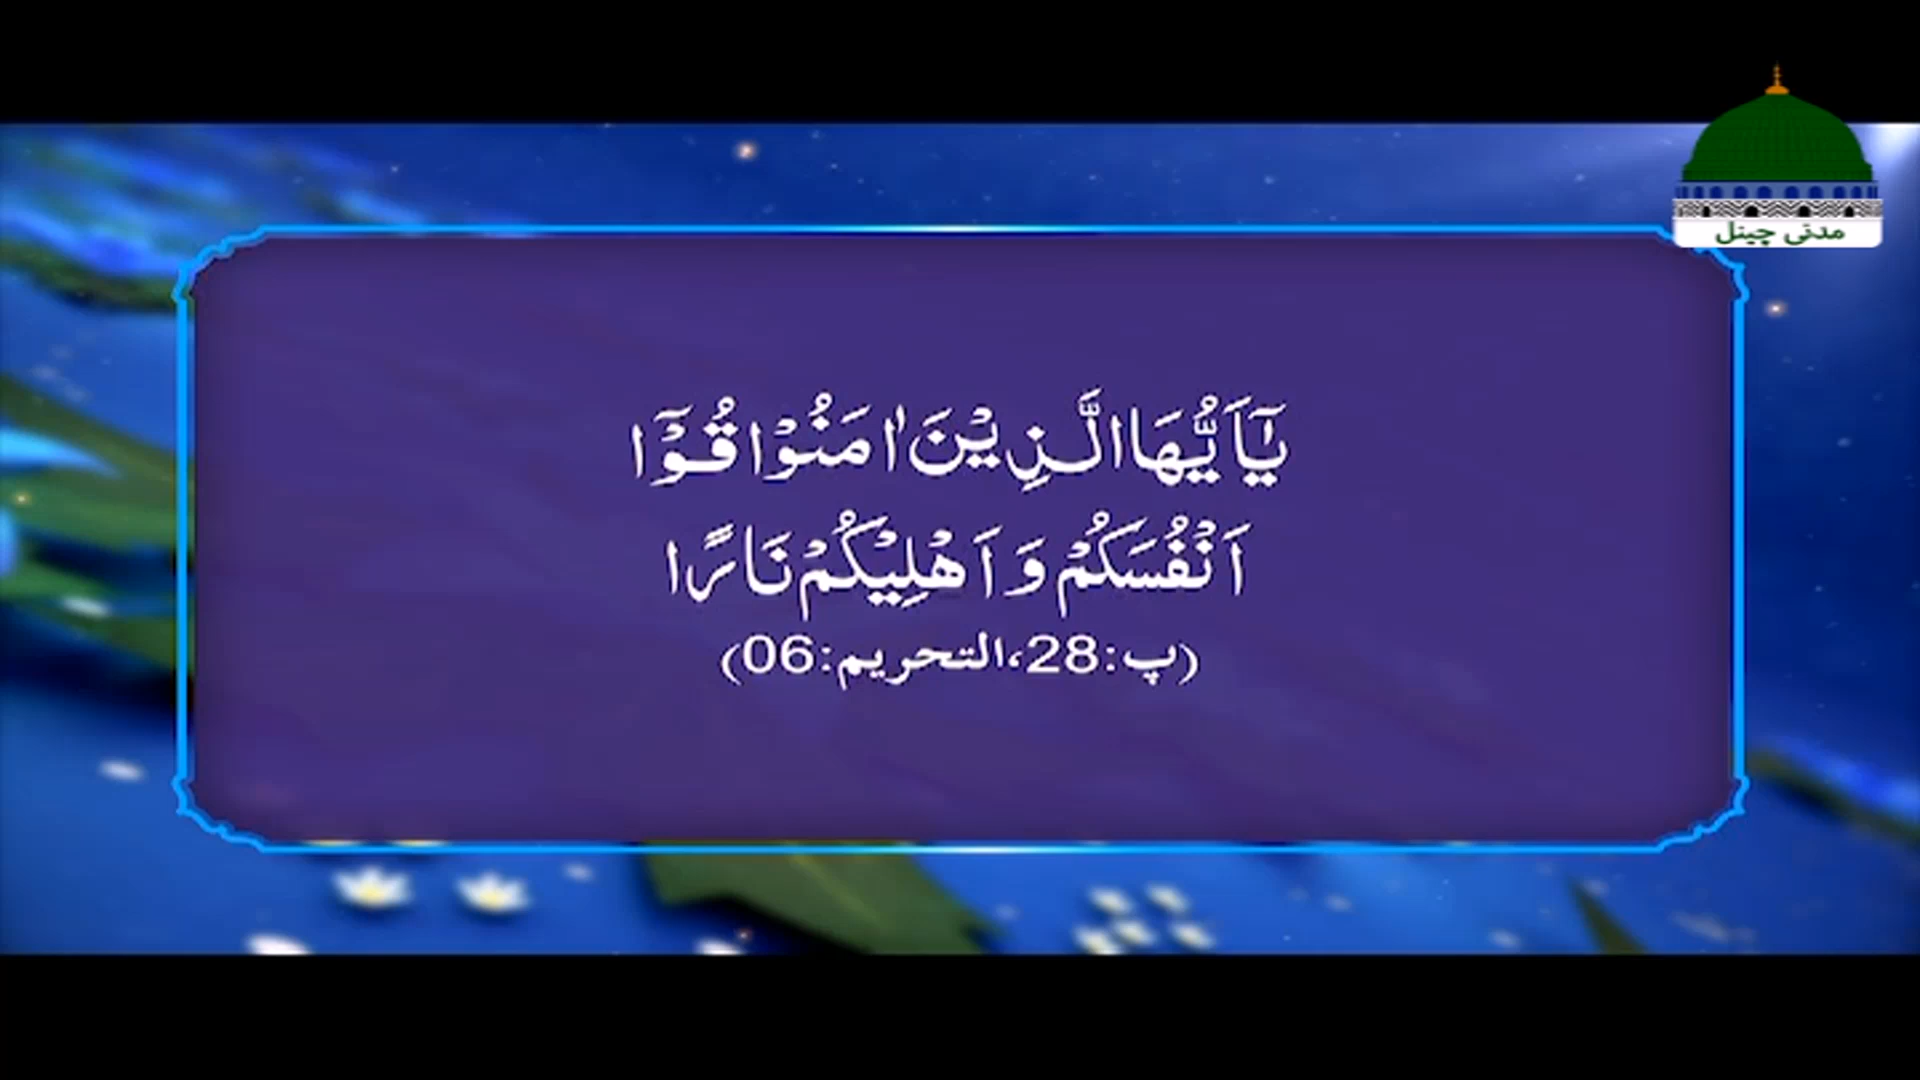 مدنی چینل
یٰۤاَیُّهَا الَّذِیْنَ اٰمَنُوْا قُوْۤا
اَنْفُسَكُمْ وَ اَهْلِیْكُمْ نَارًا
(پ:28،التحریم:06)